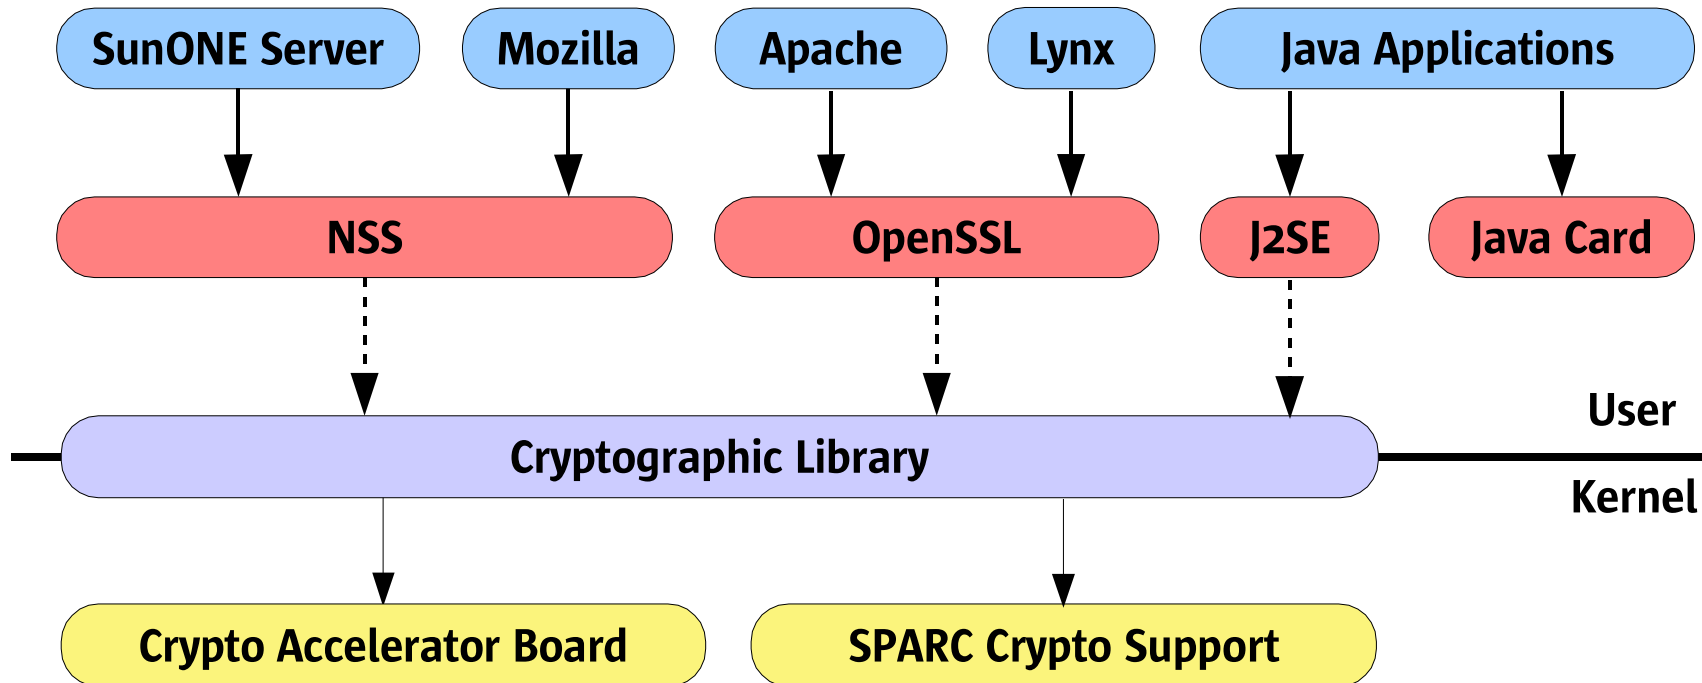 SunONE Server
Mozilla
Apache
Lynx
Java Applications
NSS
OpenSSL
J2SE
Java Card
User
Cryptographic Library
Kernel
Crypto Accelerator Board
SPARC Crypto Support